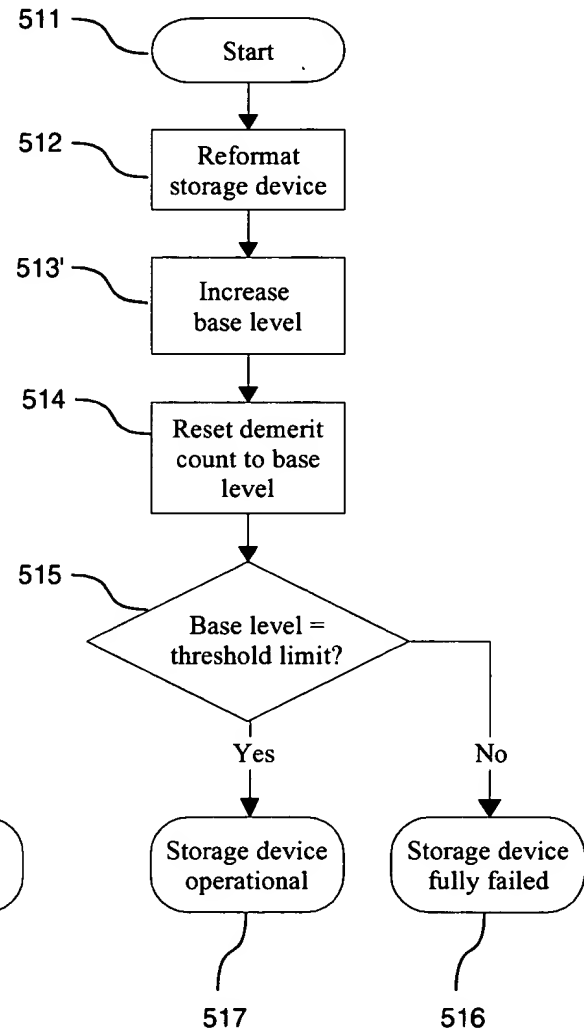 511
Start
512
Reformat
storage device
513'
Increase
base level
514
Reset demerit
count to base
level
515
Base level =
threshold limit?
Yes
No
Storage device
operational
Storage device
fully failed
517
516